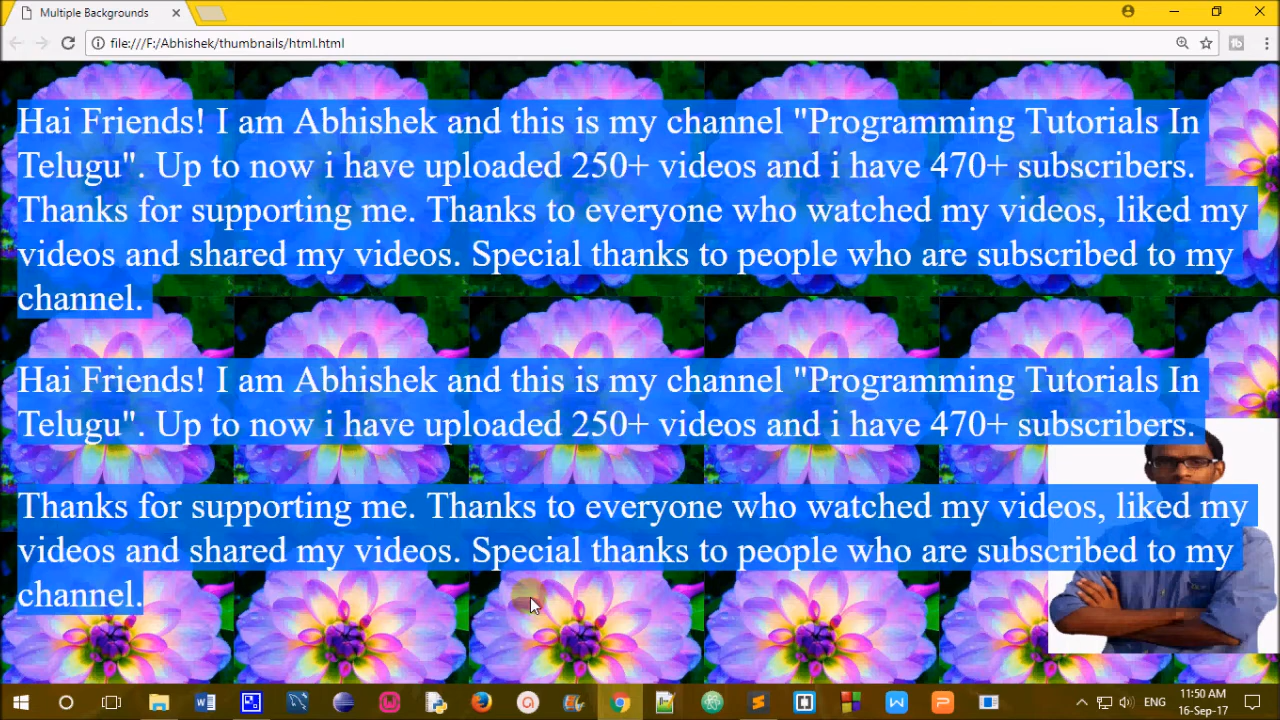 Multiple Backgrounds
file:///F:/Abhishek/thumbnails/html.html
Hai Friends! I am Abhishek and this is my channel "Programming Tutorials In
Telugu". Up to now i have uploaded 250+ videos and i have 470+ subscribers.
Thanks for supporting me. Thanks to everyone who watched my videos, liked my
videos and shared my videos. Special thanks to people who are subscribed to my
channel.
Hai Friends! I am Abhishek and this is my channel "Programming Tutorials In
Telugu". Up to now i have uploaded 250+ videos and i have 470+ subscribers.
Thanks for supporting me. Thanks to everyone who watched my videos, liked my
videos and shared my videos. Special thanks to people who are subscribed to my
channel.
ENG
11:50 AM
16-Sep-17